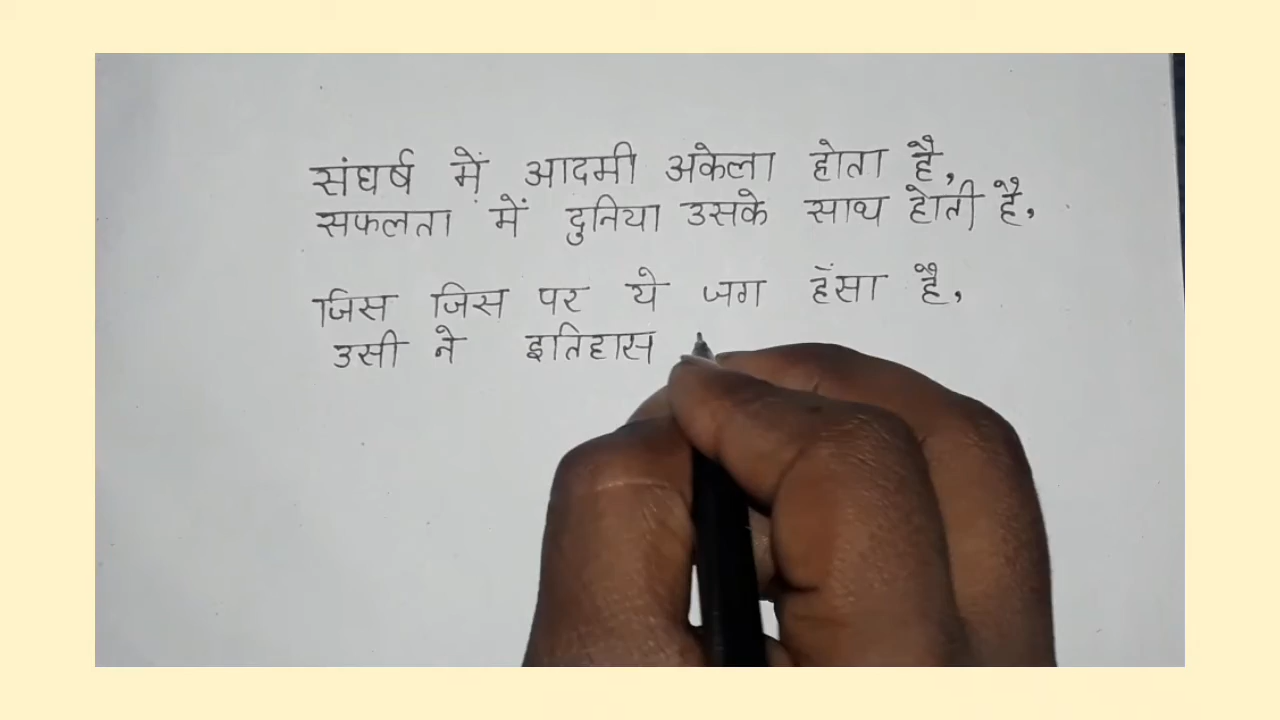 संघर्ष में आदमी अकेला होता है,
सफलता में दुनिया उसके साथ होती है,
जिस जिस पर ये जग हँसा है,
उसी ने इतिहास